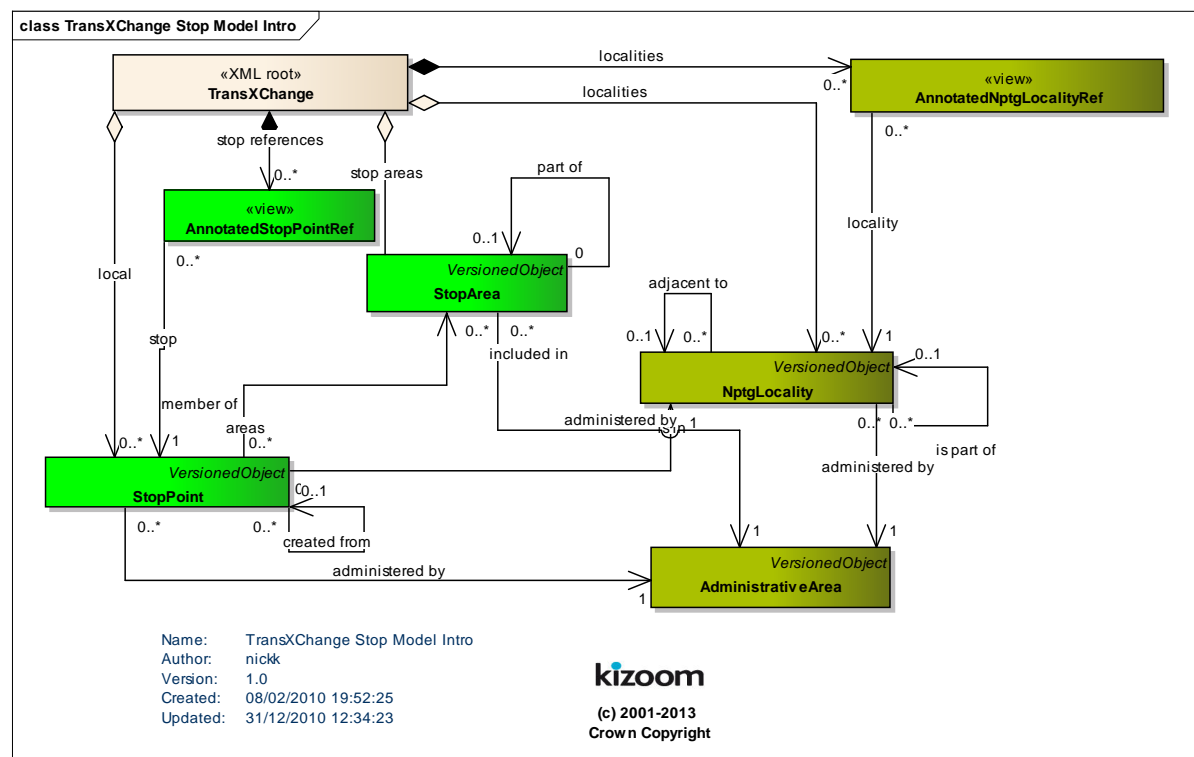 class TransXChange Stop Model Intro
«XML root»
TransXChange
localities
0..*
«view»
AnnotatedNptgLocalityRef
localities
0..*
stop references
0..*
stop areas
part of
«view»
AnnotatedStopPointRef
0..*
locality
0..1
0
local
VersionedObject
StopArea
adjacent to
stop
0..*
0..*
included in
0..1
0..*
0..*
1
0..1
VersionedObject
NptgLocality
member of
areas
administered by
1
0..*
0..*
is part of
0..*
1
0..*
administered by
VersionedObject
StopPoint
0..1
0..*
0..*
created from
1
1
VersionedObject
AdministrativeArea
administered by
1
Name: TransXChange Stop Model Intro
Author: nickk
Version: 1.0
Created: 08/02/2010 19:52:25
Updated: 31/12/2010 12:34:23
kizoom
(c) 2001-2013
Crown Copyright